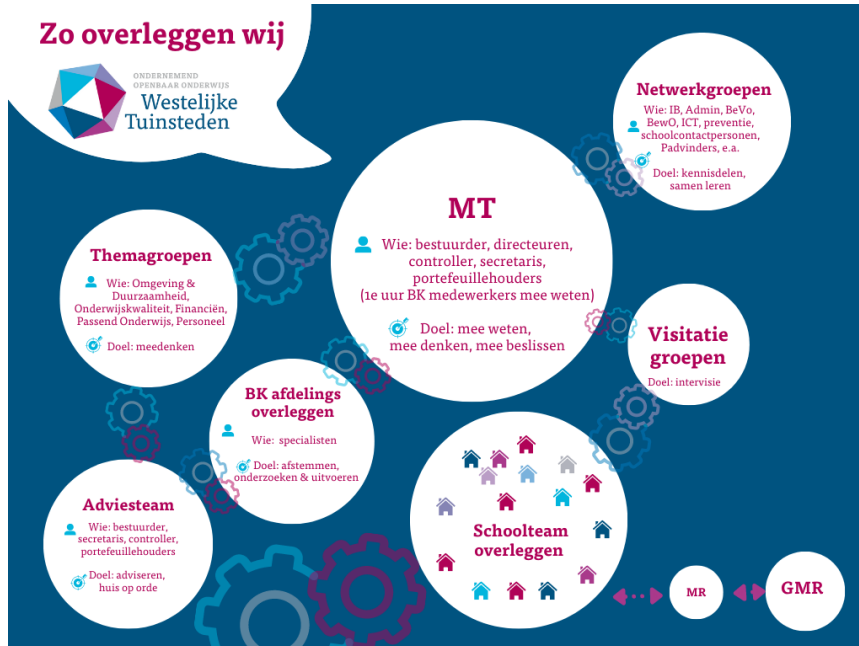 Zo overleggen wij
ONDERNEMEND
OPENBAAR ONDERWIJS
Westelijke
Tuinsteden
Netwerkgroepen
Wie: IB, Admin, BeVo,
BewO, ICT, preventie,
schoolcontactpersonen,
Padvinders, e.a.
Doel: kennisdelen,
samen leren
MT
Wie: bestuurder, directeuren,
controller, secretaris,
portefeuillehouders
(1e uur BK medewerkers mee weten)
Doel: mee weten,
mee denken, mee beslissen
Themagroepen
Wie: Omgeving &
Duurzaamheid,
Onderwijskwaliteit, Financiën,
Passend Onderwijs, Personeel
Doel: meedenken
Visitatie
groepen
Doel: intervisie
BK afdelings
overleggen
Wie: specialisten
Doel: afstemmen,
onderzoeken & uitvoeren
Adviesteam
Wie: bestuurder,
secretaris, controller,
portefeuillehouders
Doel: adviseren,
huis op orde
Schoolteam
overleggen
MR
GMR